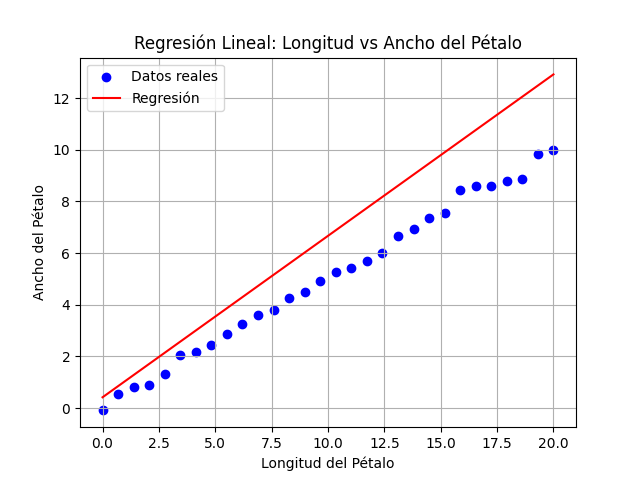 Regresión Lineal: Longitud vs Ancho del Pétalo
Datos reales
Regresión
12
10
8
6
4
2
0
Ancho del Pétalo
0.0 2.5 5.0 7.5 10.0 12.5 15.0 17.5 20.0
Longitud del Pétalo